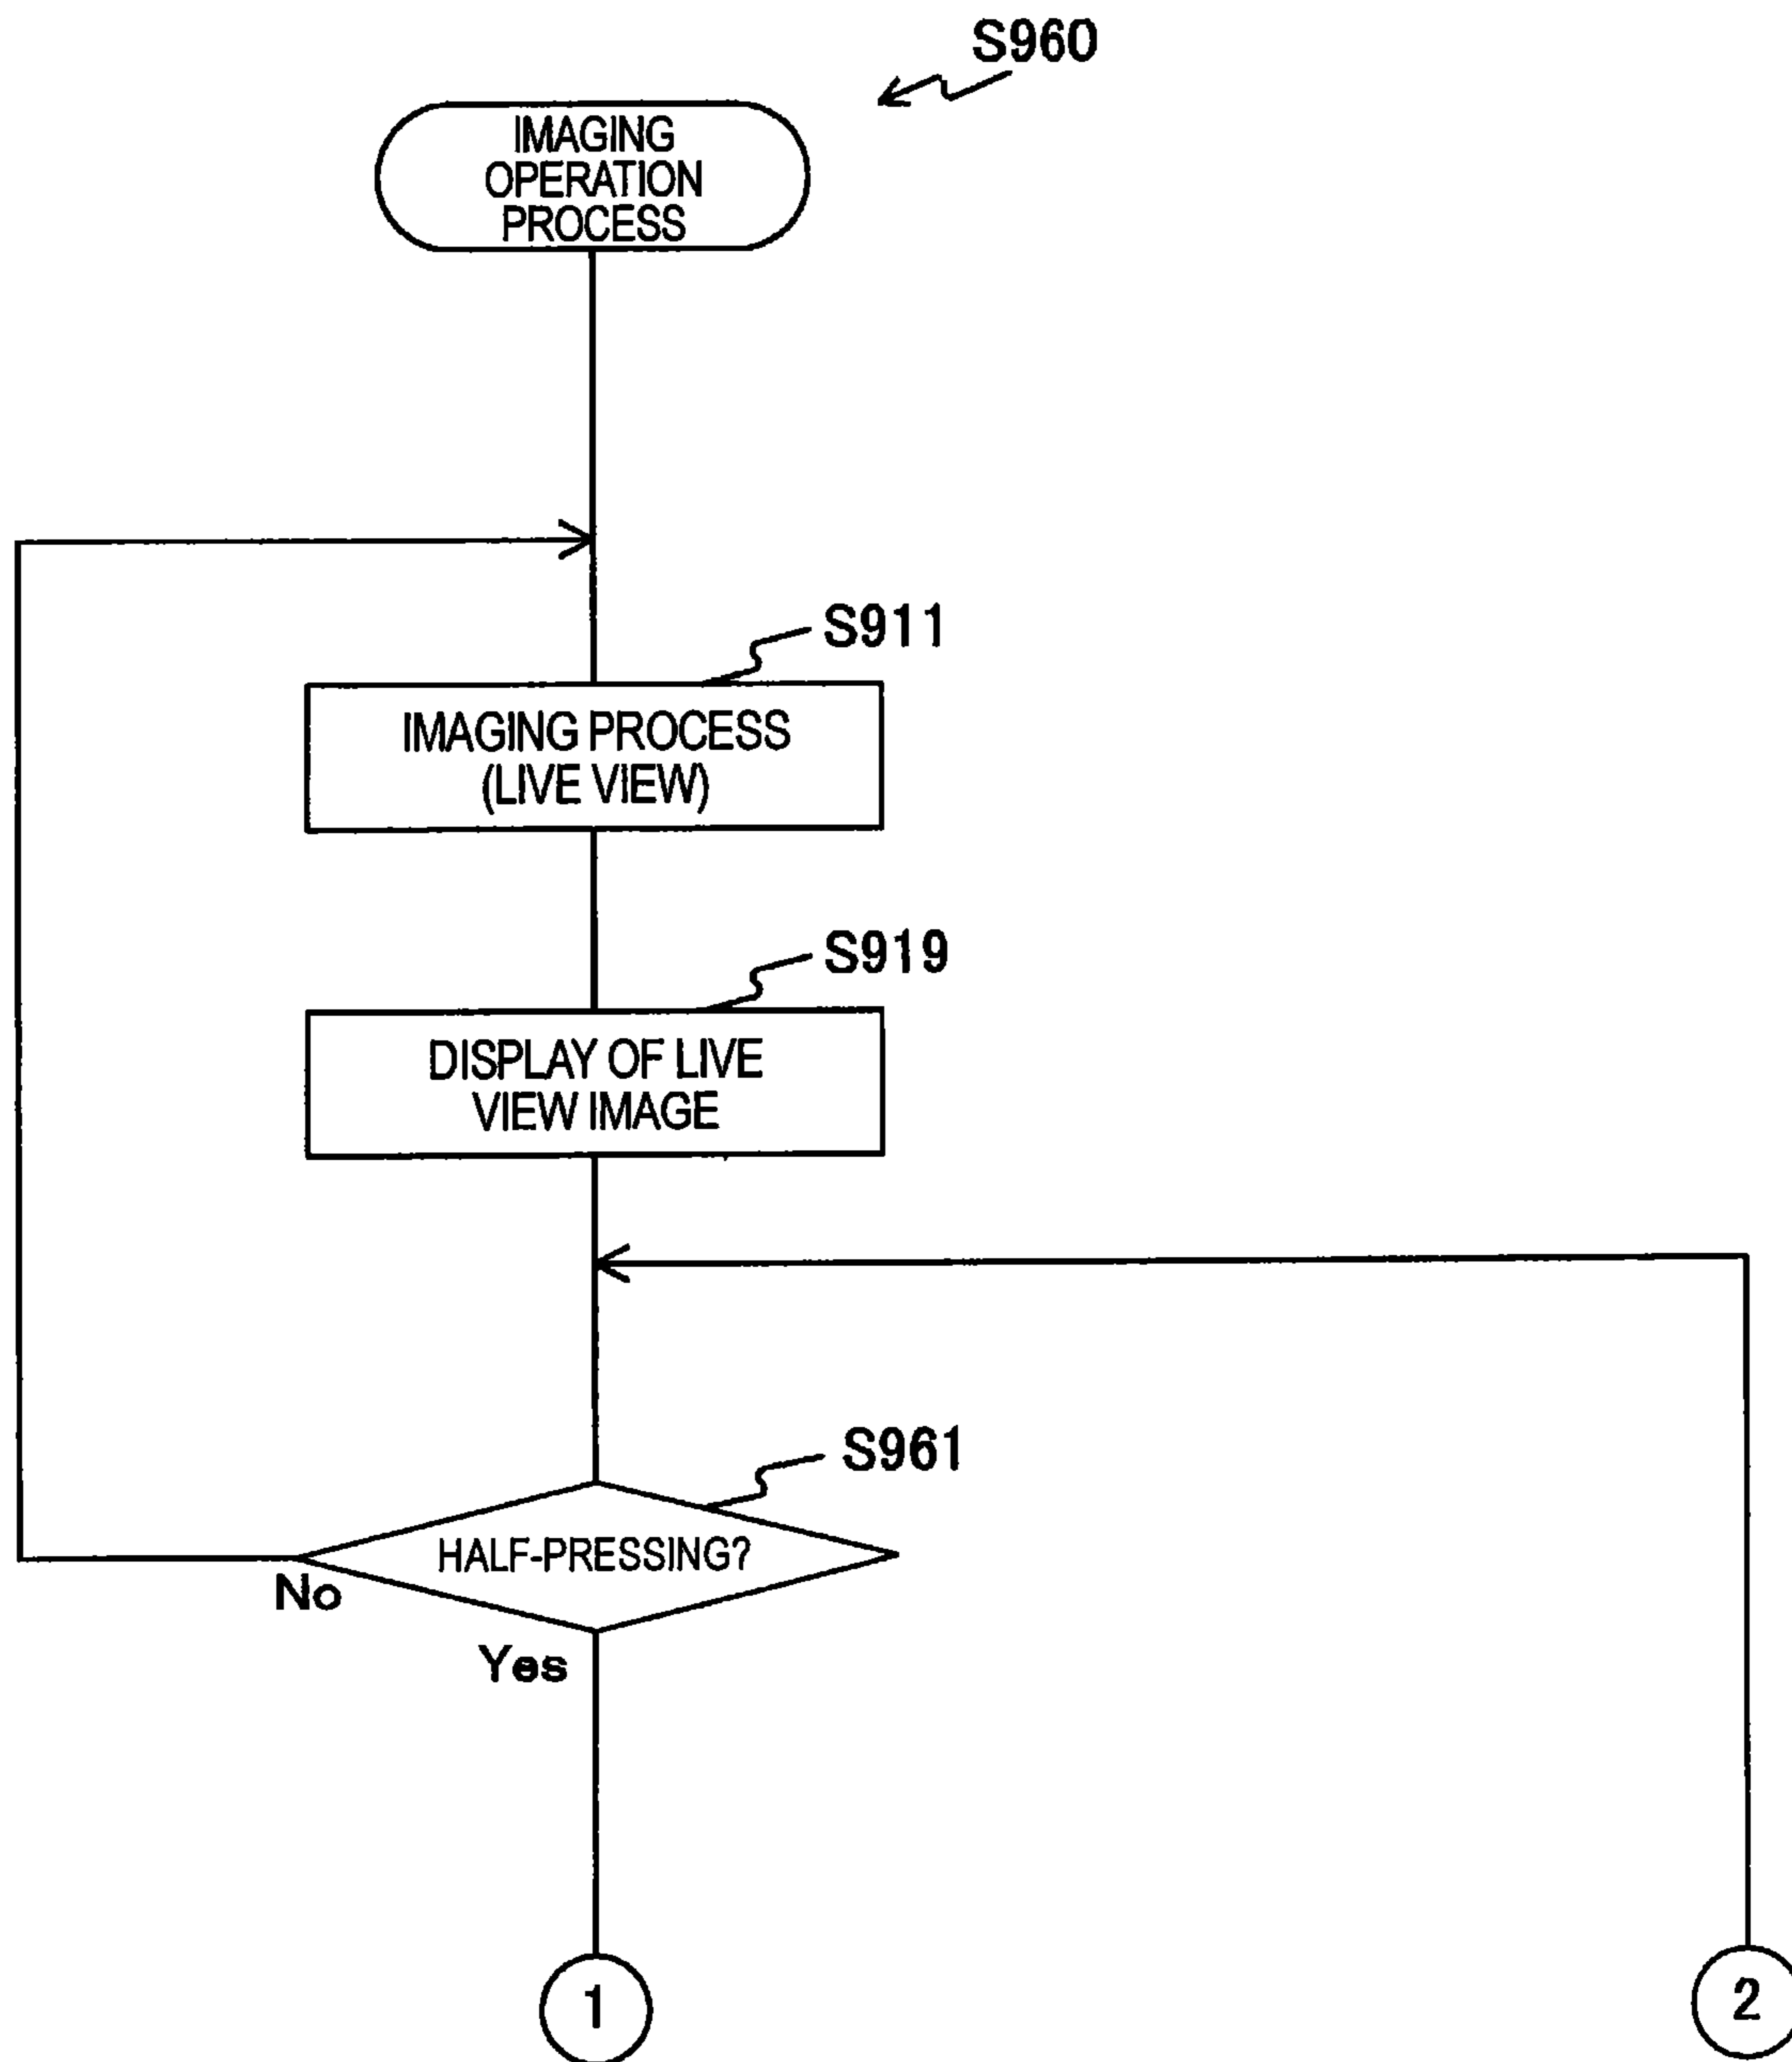 S960
IMAGING
OPERATION
PROCESS
S911
IMAGING PROCESS
(LIVE VIEW)
S919
DISPLAY OF LIVE
VIEW IMAGE
S961
HALF-PRESSING?
No
Yes
1
2